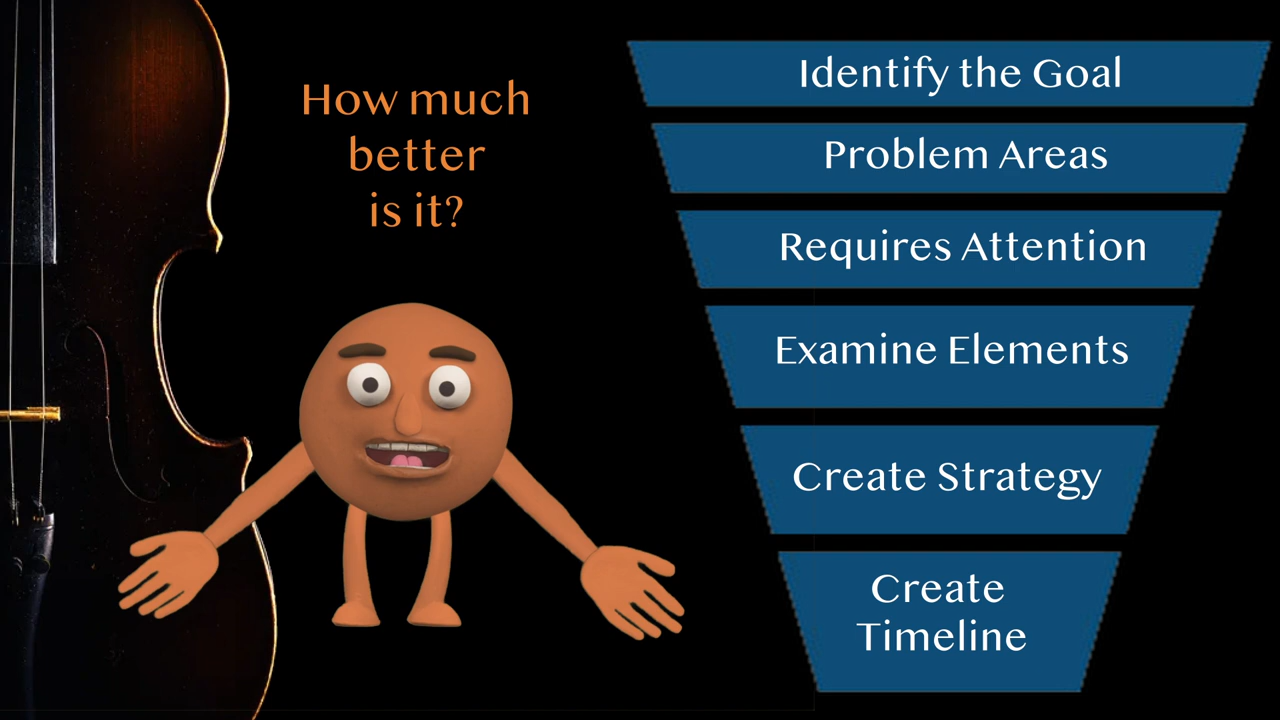 How much
better
is it?
Identify the Goal
Problem Areas
Requires Attention
Examine Elements
Create Strategy
Create
Timeline